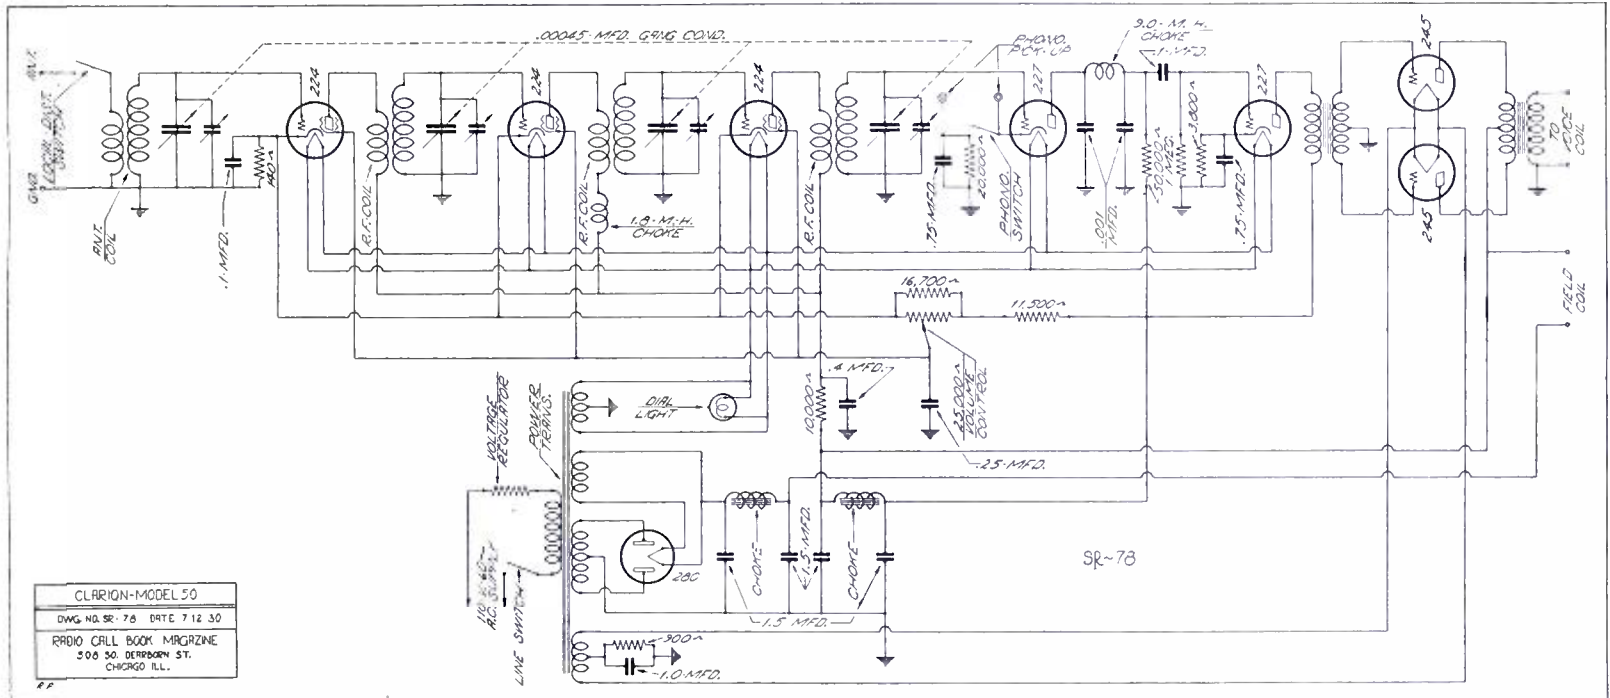 ANT.
GND
ANT.
COIL
.1-MFD.
.00045-MFD. GANG COND.
224
R.F. COIL
224
R.F. COIL
1.8-M.H.
CHOKE
224
R.F. COIL
PHONO.
PICK-UP
.75-MFD.
20,000~
PHONO.
SWITCH
227
9.0-M.H.
CHOKE
.1-MFD.
.001
MFD.
1 MEG.
.75-MFD.
227
245
245
TO
VOICE
COIL
FIELD
COIL
16,700~
11,500~
25,000~
VOLUME
CONTROL
.4 MFD.
10,000~
.25-MFD.
VOLTAGE
REGULATOR
POWER
TRANS.
DIAL
LIGHT
A.C. SUPPLY
LINE SWITCH
280
CHOKE
1.5-MFD.
CHOKE
1.5 MFD.
900~
1.0-MFD.
SR~78
CLARION-MODEL 50
DWG. NO. SR-78 DATE 7 12 30
RADIO CALL BOOK MAGAZINE
508 SO. DEARBORN ST.
CHICAGO ILL.